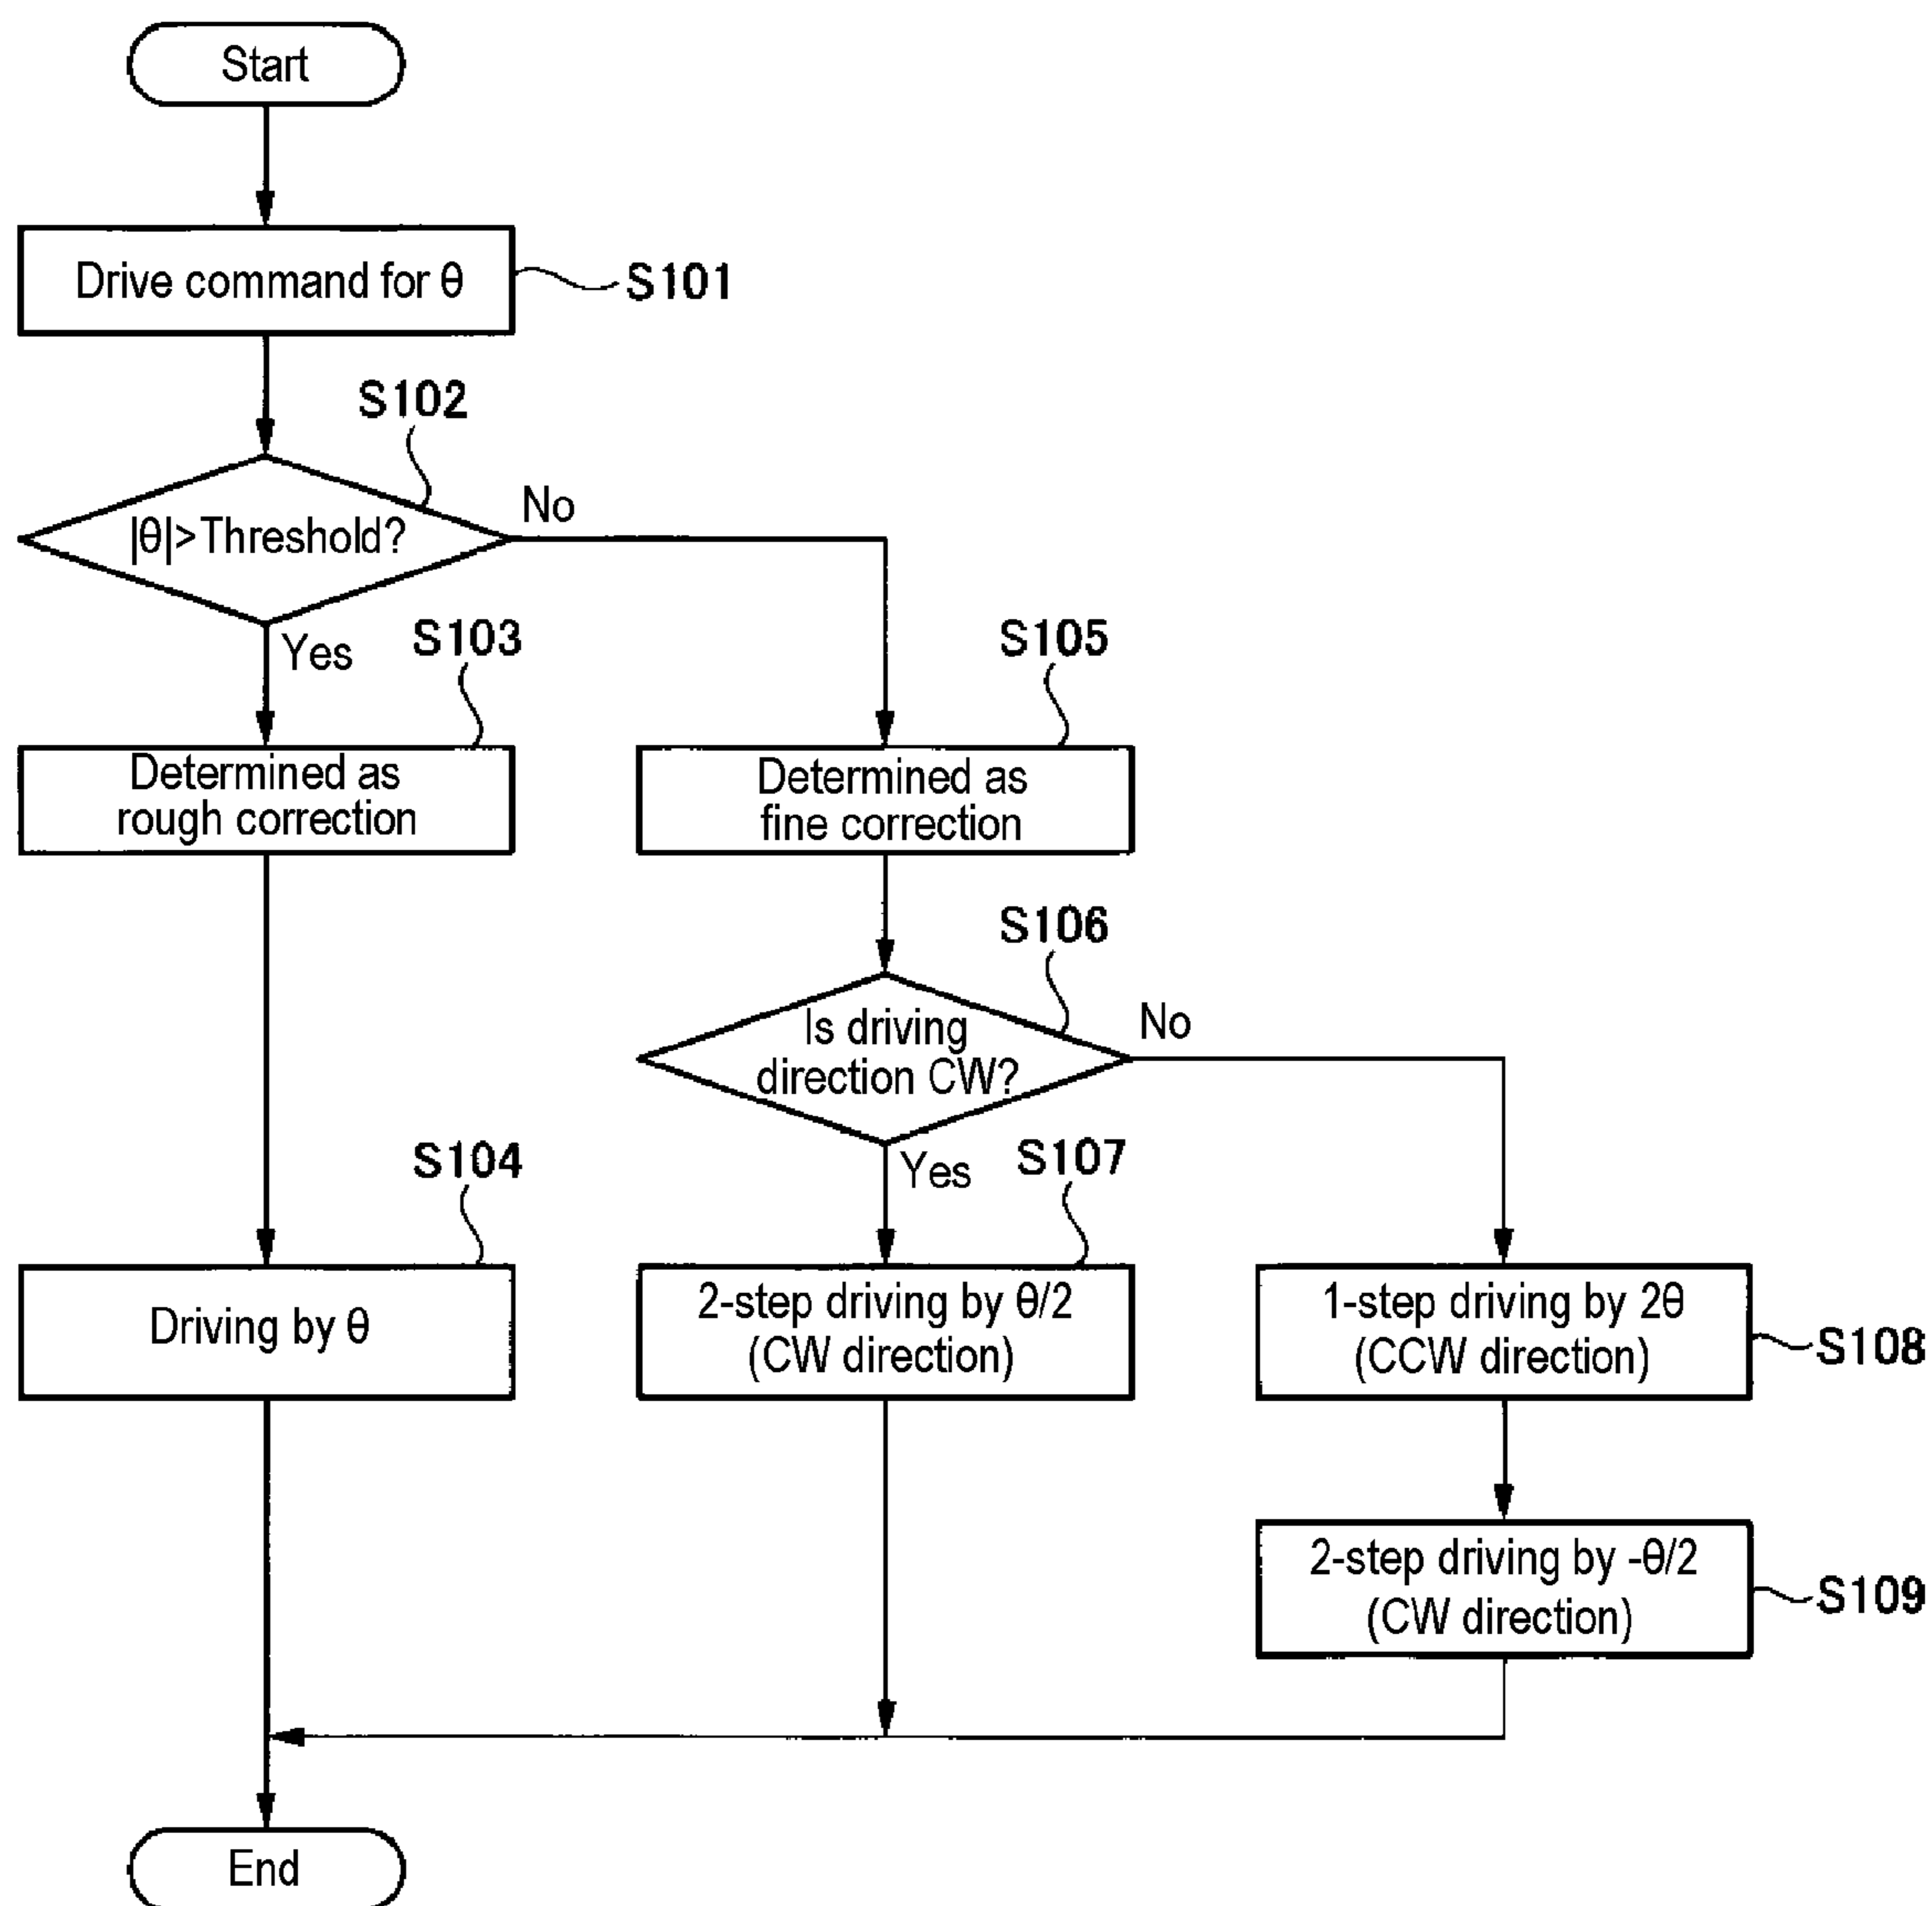 Start
Drive command for θ
S101
S102
|θ|>Threshold?
No
Yes
S103
Determined as
rough correction
S105
Determined as
fine correction
S106
Is driving
direction CW?
No
Yes
S104
Driving by θ
S107
2-step driving by θ/2
(CW direction)
1-step driving by 2θ
(CCW direction)
S108
2-step driving by -θ/2
(CW direction)
S109
End